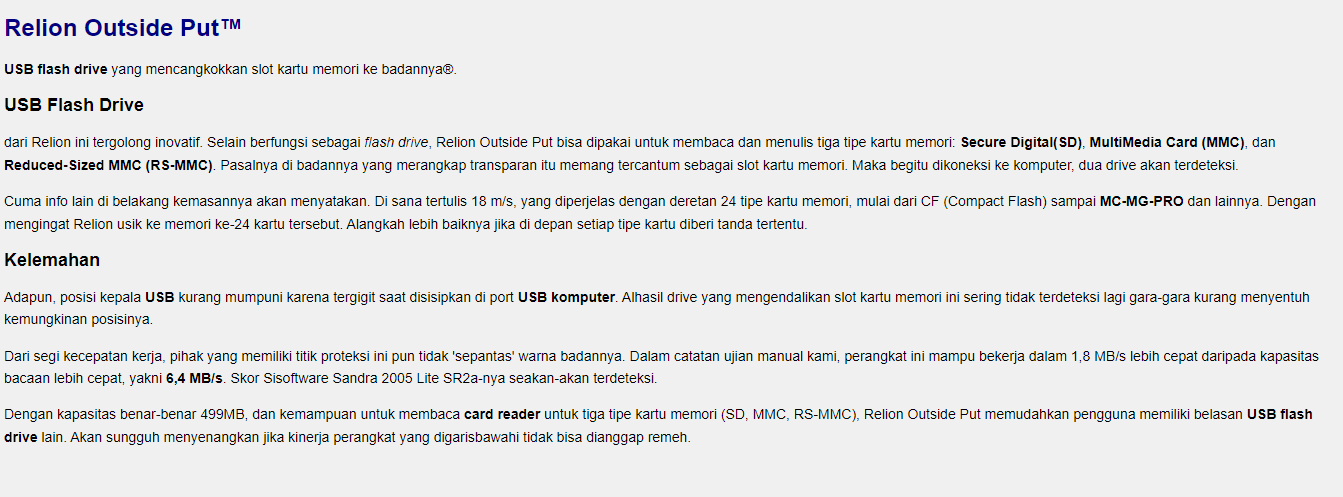 Relion Outside Put™
USB flash drive yang mencangkokkan slot kartu memori ke badannya®.
USB Flash Drive
dari Relion ini tergolong inovatif. Selain berfungsi sebagai flash drive, Relion Outside Put bisa dipakai untuk membaca dan menulis tiga tipe kartu memori: Secure Digital(SD), MultiMedia Card (MMC), dan
Reduced-Sized MMC (RS-MMC). Pasalnya di badannya yang merangkap transparan itu memang tercantum sebagai slot kartu memori. Maka begitu dikoneksi ke komputer, dua drive akan terdeteksi.
Cuma info lain di belakang kemasannya akan menyatakan. Di sana tertulis 18 m/s, yang diperjelas dengan deretan 24 tipe kartu memori, mulai dari CF (Compact Flash) sampai MC-MG-PRO dan lainnya. Dengan
mengingat Relion usik ke memori ke-24 kartu tersebut. Alangkah lebih baiknya jika di depan setiap tipe kartu diberi tanda tertentu.
Kelemahan
Adapun, posisi kepala USB kurang mumpuni karena tergigit saat disisipkan di port USB komputer. Alhasil drive yang mengendalikan slot kartu memori ini sering tidak terdeteksi lagi gara-gara kurang menyentuh
kemungkinan posisinya.
Dari segi kecepatan kerja, pihak yang memiliki titik proteksi ini pun tidak 'sepantas' warna badannya. Dalam catatan ujian manual kami, perangkat ini mampu bekerja dalam 1,8 MB/s lebih cepat daripada kapasitas
bacaan lebih cepat, yakni 6,4 MB/s. Skor Sisoftware Sandra 2005 Lite SR2a-nya seakan-akan terdeteksi.
Dengan kapasitas benar-benar 499MB, dan kemampuan untuk membaca card reader untuk tiga tipe kartu memori (SD, MMC, RS-MMC), Relion Outside Put memudahkan pengguna memiliki belasan USB flash
drive lain. Akan sungguh menyenangkan jika kinerja perangkat yang digarisbawahi tidak bisa dianggap remeh.